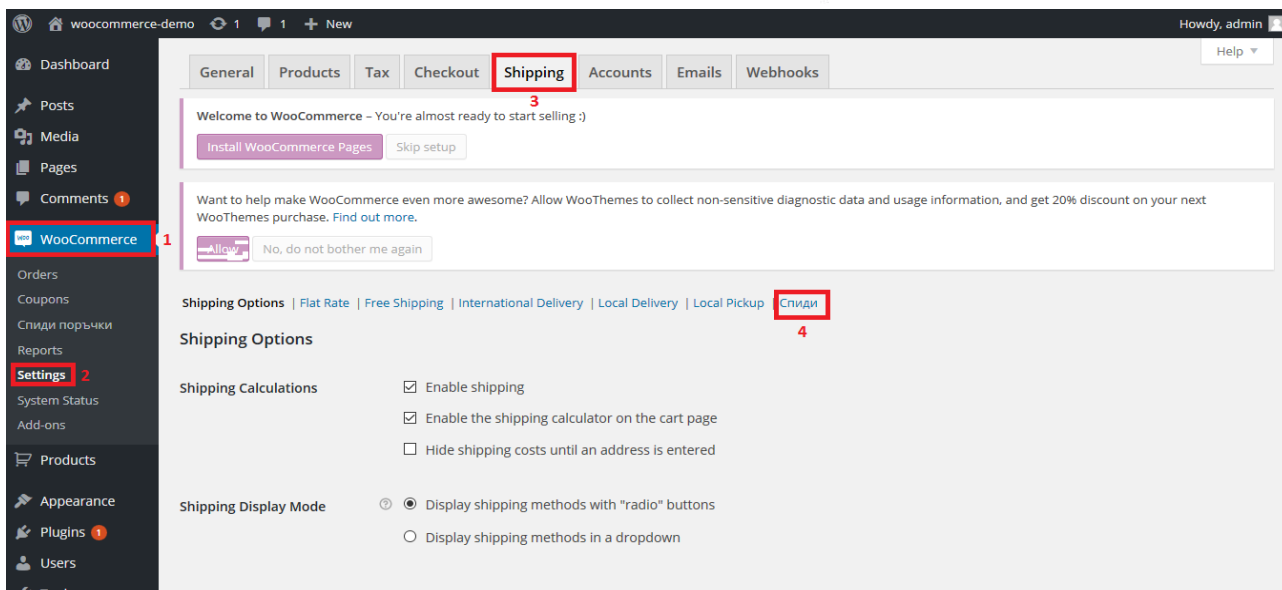 woocommerce-demo 1 1 + New Howdy, admin
Help
Dashboard
Posts
Media
Pages
Comments 1
WooCommerce 1
Orders
Coupons
Спиди поръчки
Reports
Settings 2
System Status
Add-ons
Products
Appearance
Plugins 1
Users
General Products Tax Checkout Shipping Accounts Emails Webhooks
3
Welcome to WooCommerce – You're almost ready to start selling :)
Install WooCommerce Pages Skip setup
Want to help make WooCommerce even more awesome? Allow WooThemes to collect non-sensitive diagnostic data and usage information, and get 20% discount on your next
WooThemes purchase. Find out more.
Allow No, do not bother me again
Shipping Options | Flat Rate | Free Shipping | International Delivery | Local Delivery | Local Pickup | Спиди
4
Shipping Options
Shipping Calculations Enable shipping
Enable the shipping calculator on the cart page
Hide shipping costs until an address is entered
Shipping Display Mode Display shipping methods with "radio" buttons
Display shipping methods in a dropdown